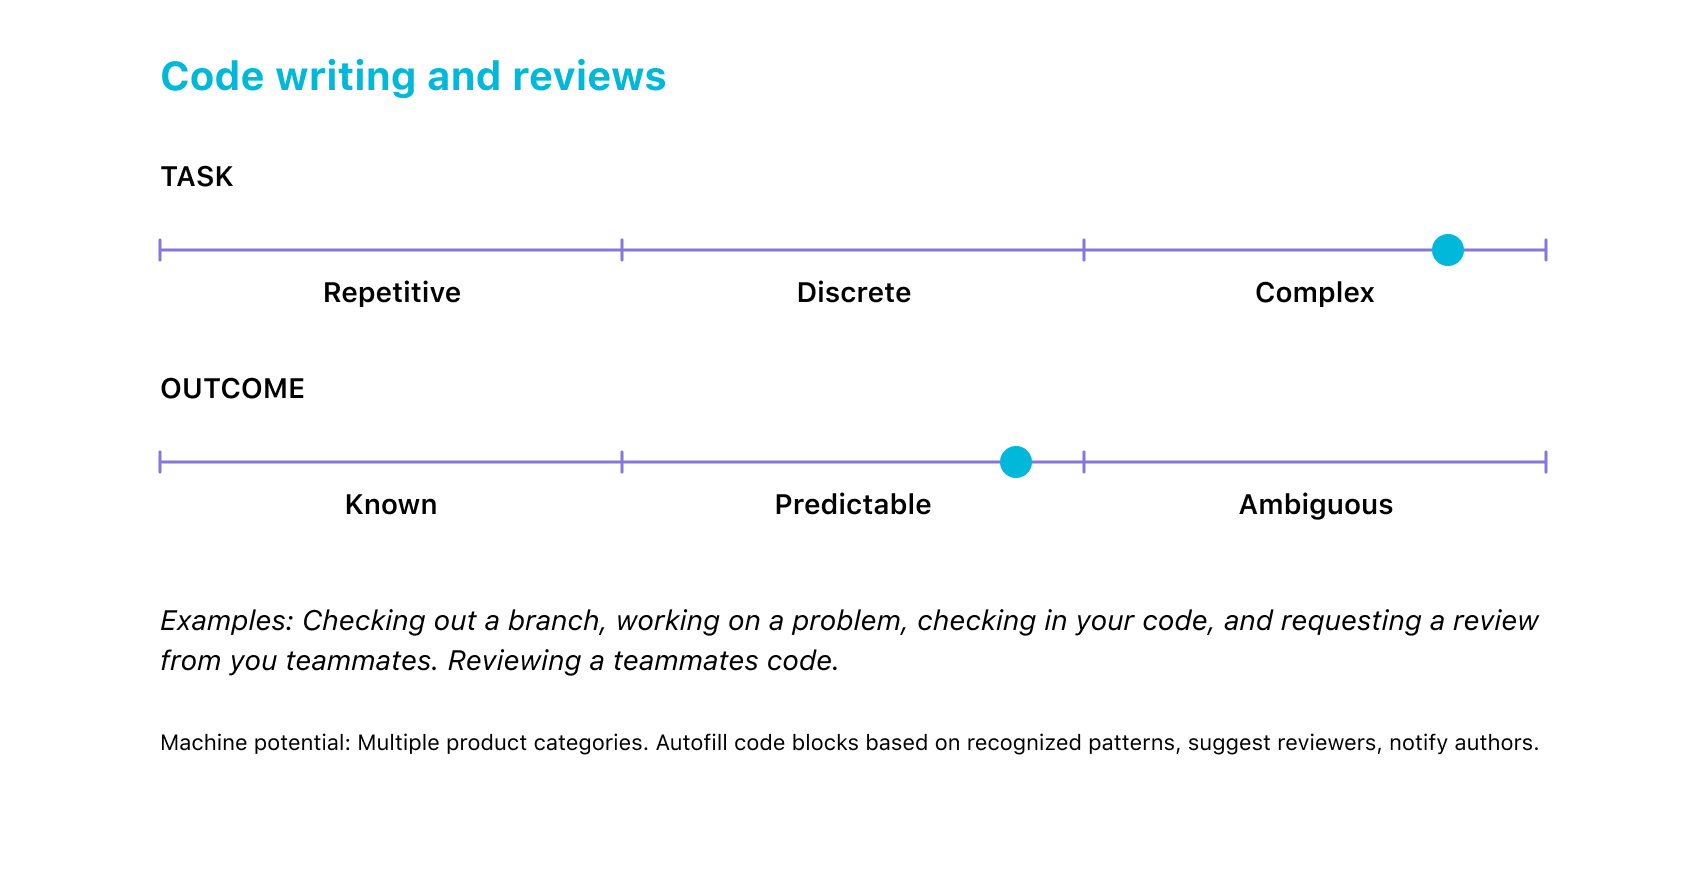 Code writing and reviews
TASK
Repetitive Discrete Complex
OUTCOME
Known Predictable Ambiguous
Examples: Checking out a branch, working on a problem, checking in your code, and requesting a review
from you teammates. Reviewing a teammates code.
Machine potential: Multiple product categories. Autofill code blocks based on recognized patterns, suggest reviewers, notify authors.